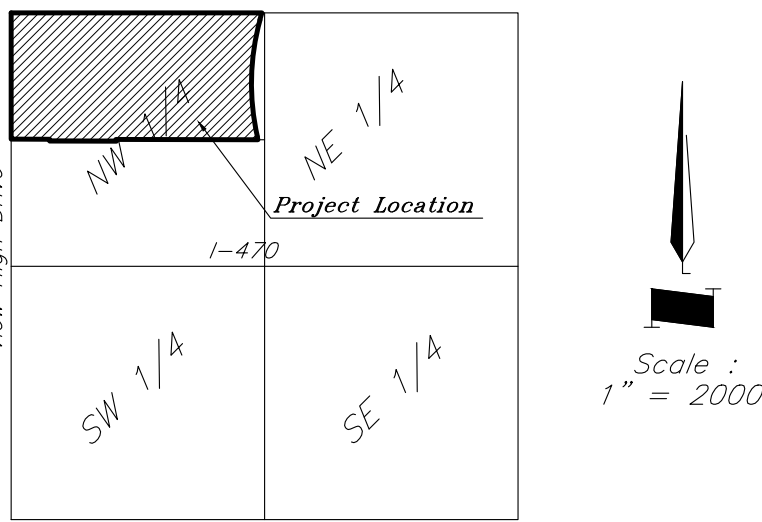 NW 1/4
NE 1/4
Project Location
I-470
SW 1/4
SE 1/4
Scale :
1" = 2000